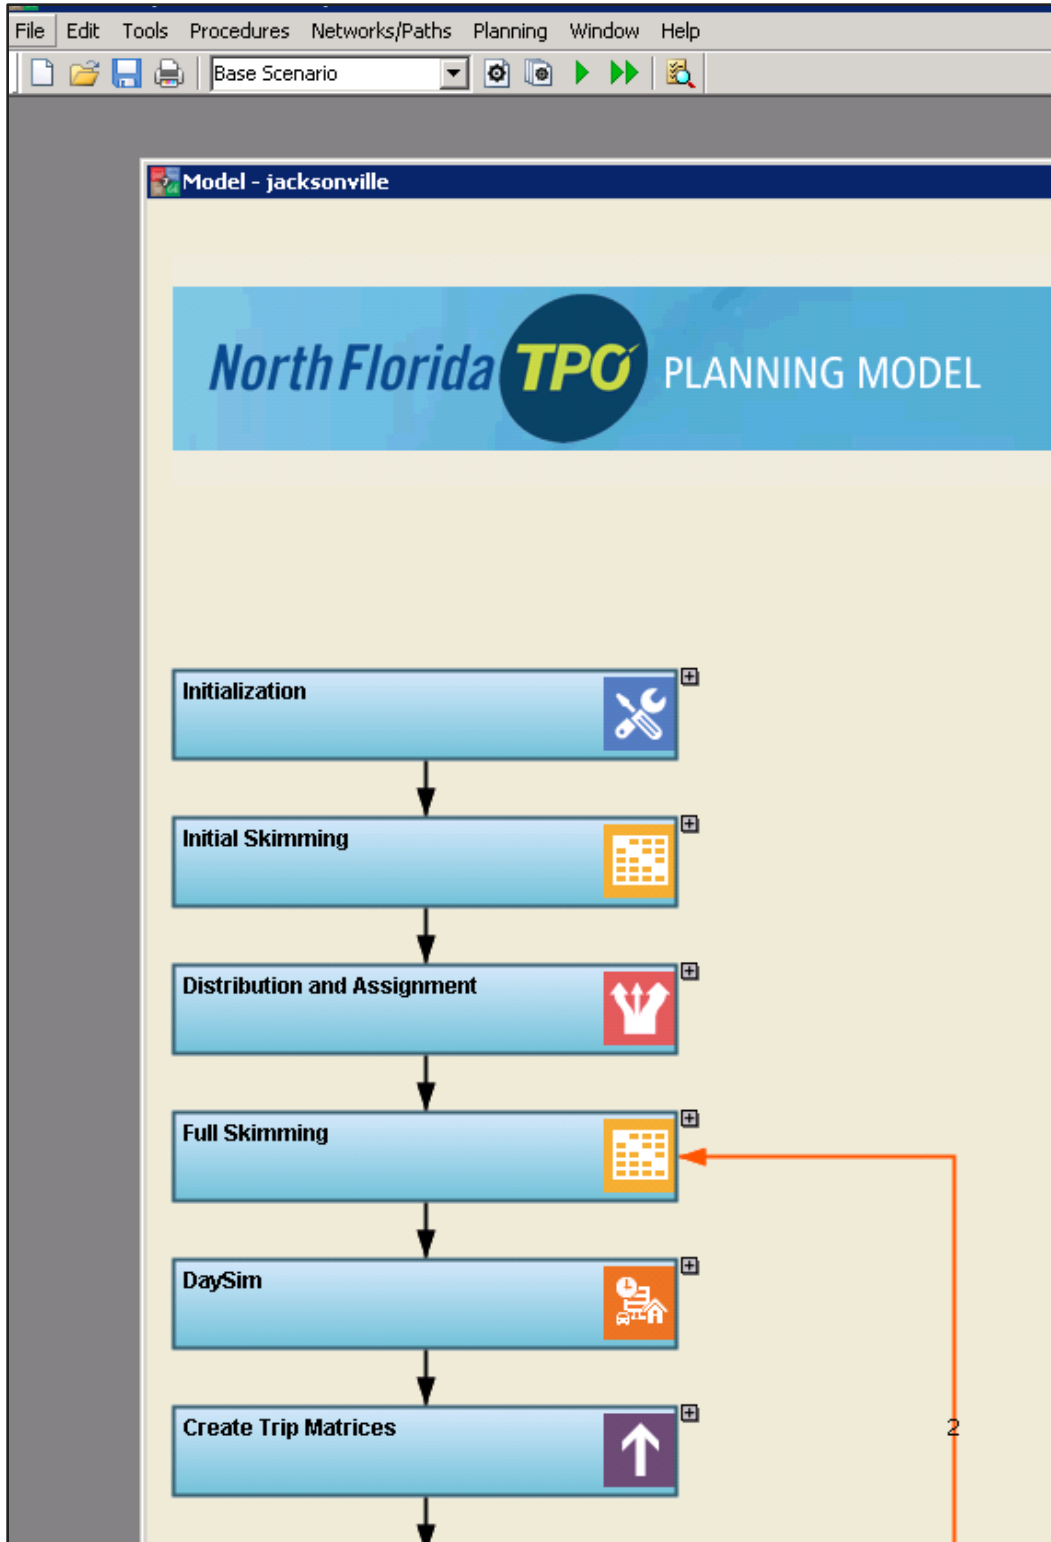 File Edit Tools Procedures Networks/Paths Planning Window Help
Base Scenario
Model - jacksonville
North Florida TPO PLANNING MODEL
Initialization
Initial Skimming
Distribution and Assignment
Full Skimming
DaySim
Create Trip Matrices
2